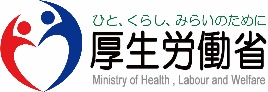 ひと、くらし、みらいのために
厚生労働省
Ministry of Health , Labour and Welfare